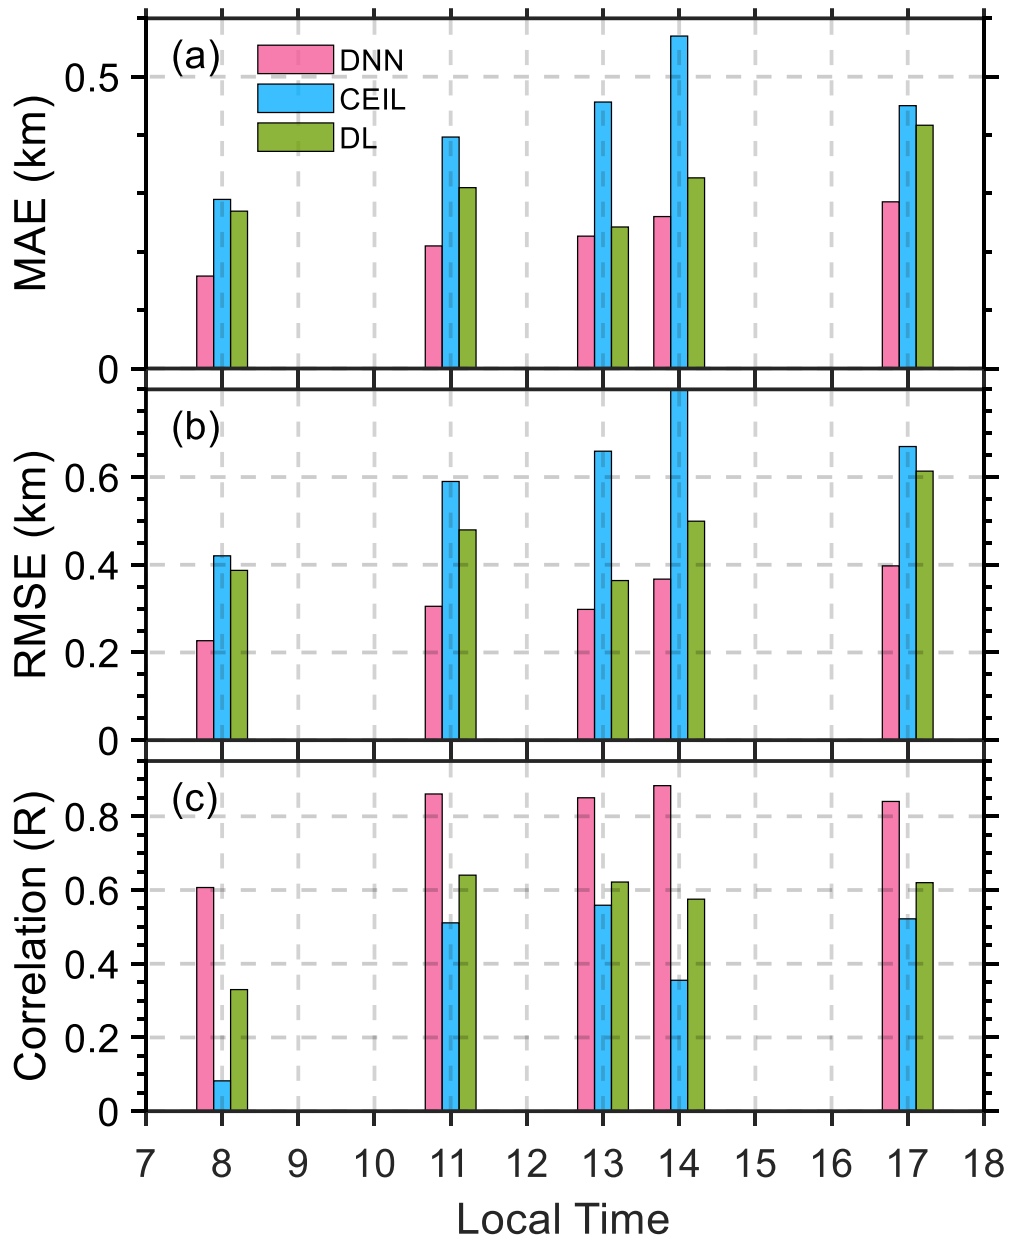 (a)
DNN
CEIL
DL
0.5
0
MAE (km)
(b)
0.6
0.4
0.2
0
RMSE (km)
(c)
0.8
0.6
0.4
0.2
0
Correlation (R)
7 8 9 10 11 12 13 14 15 16 17 18
Local Time